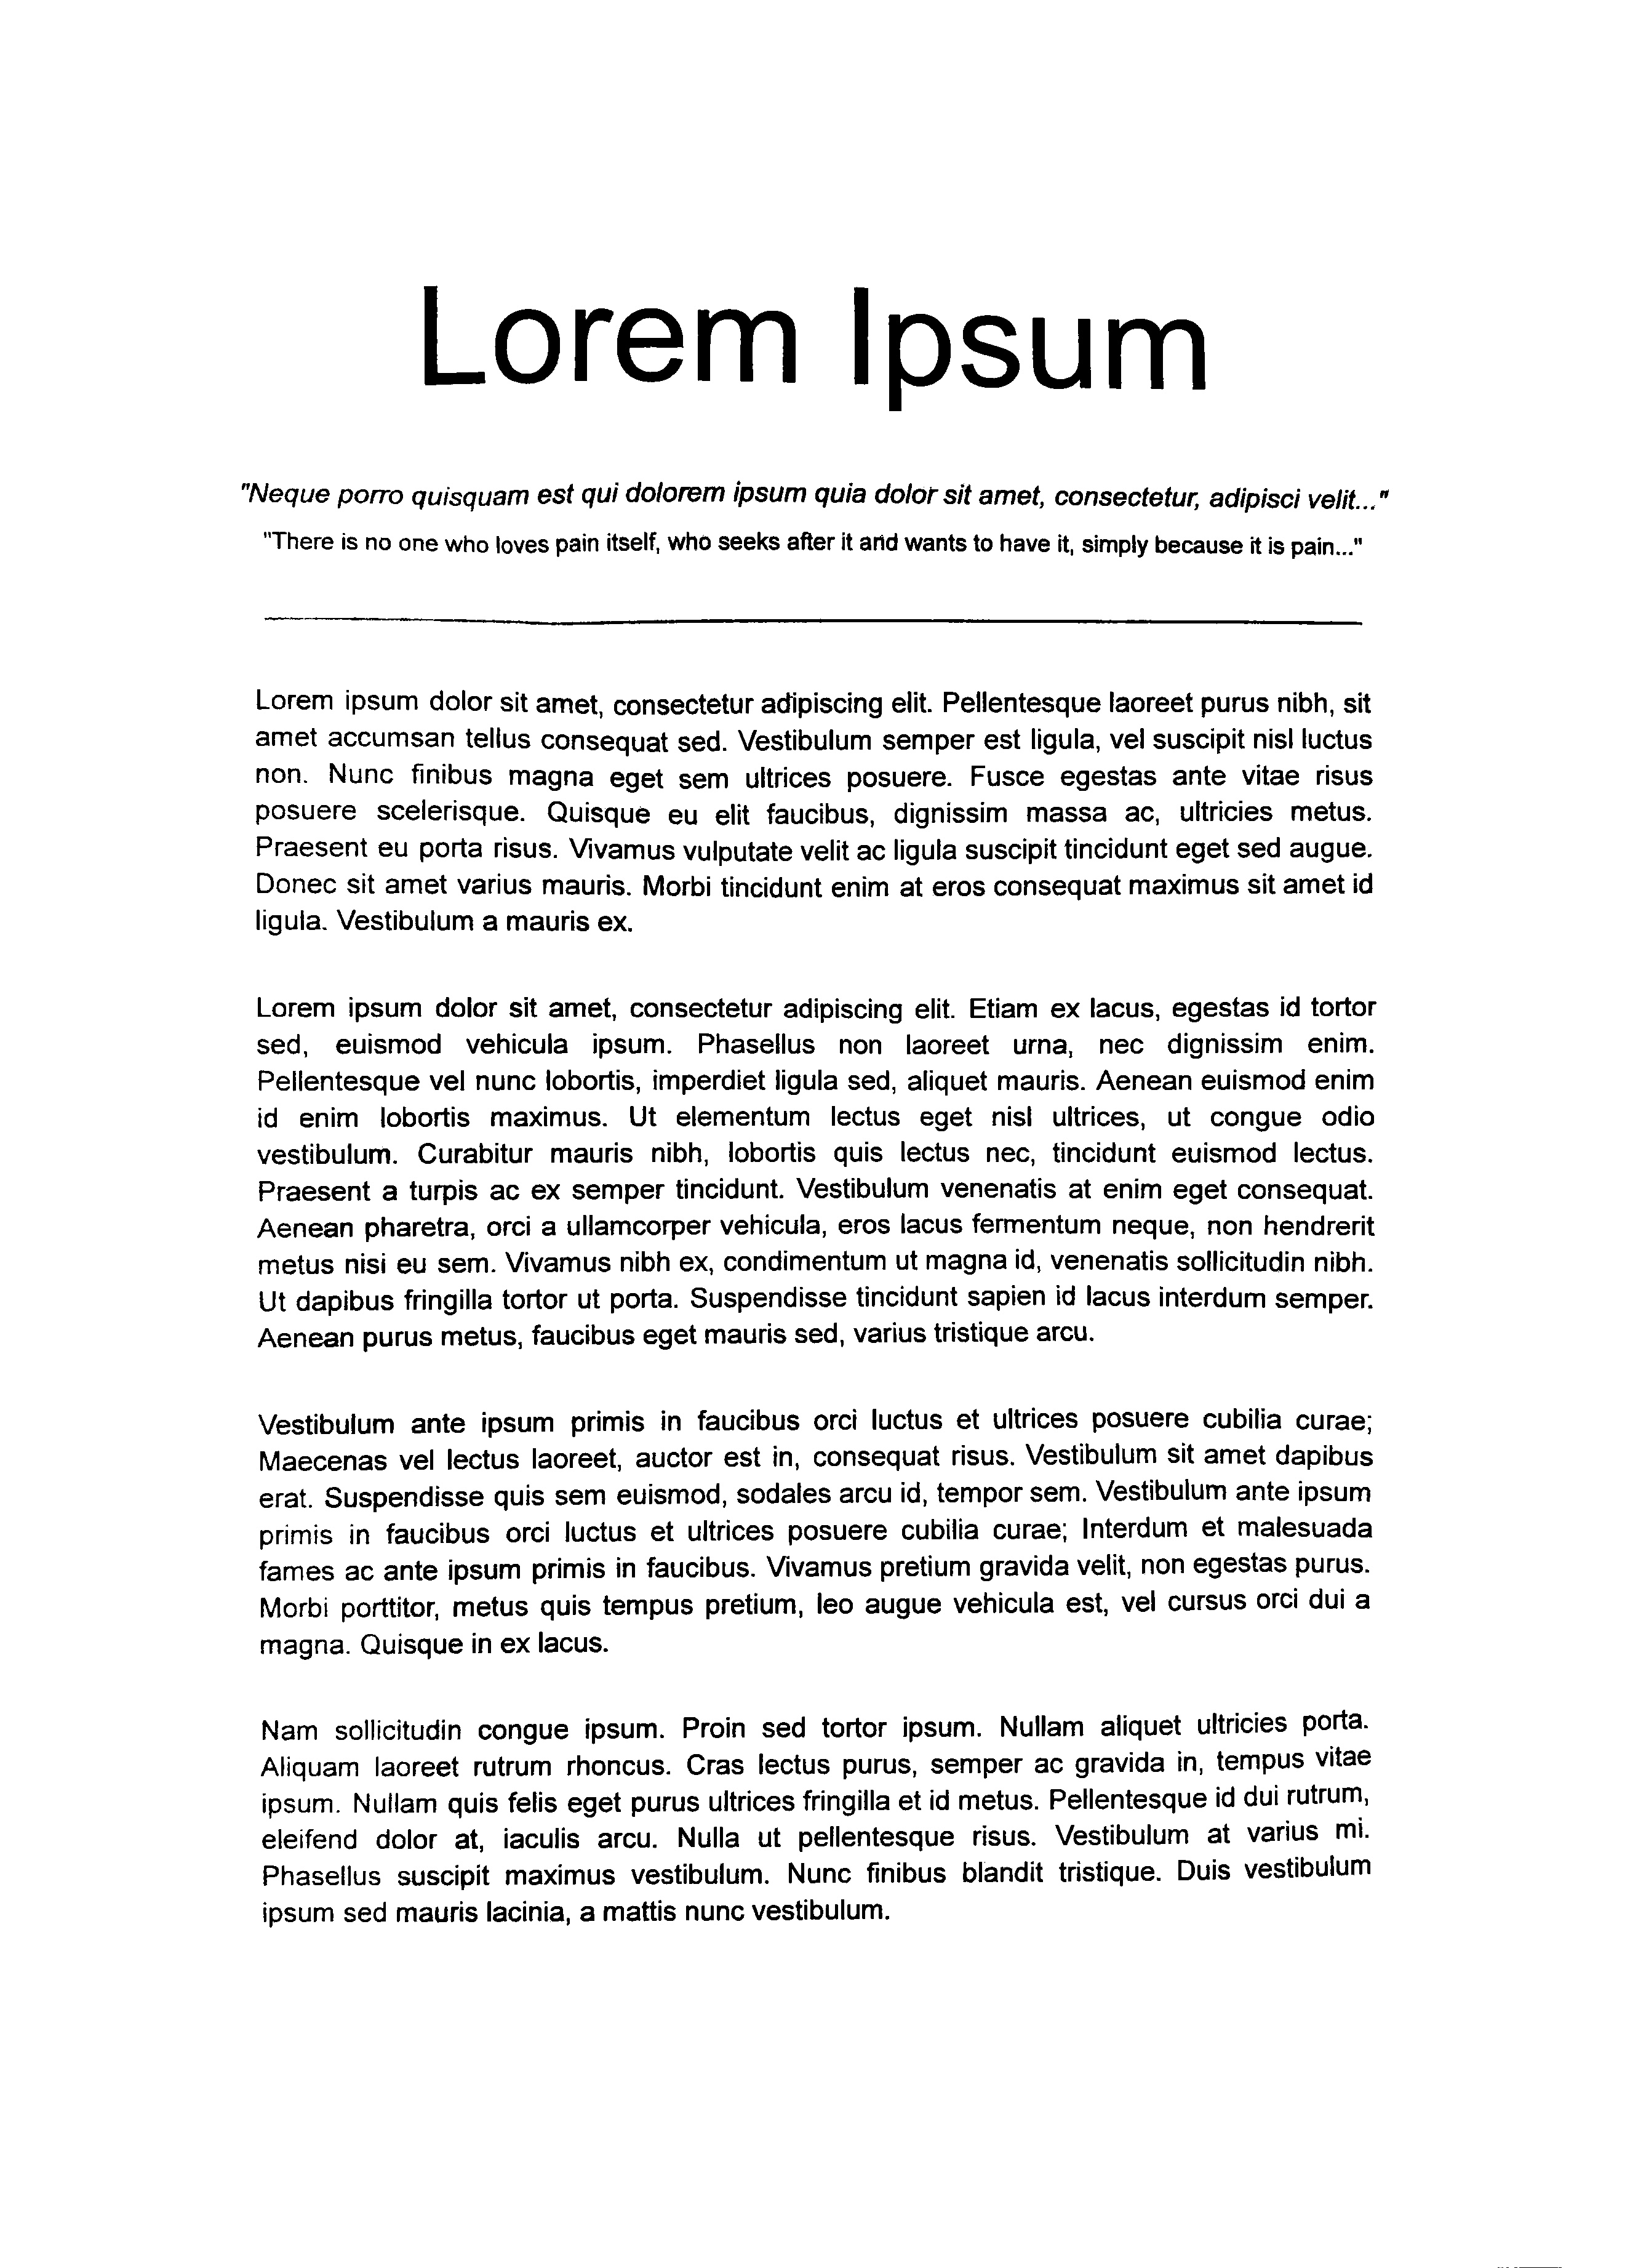 Lorem Ipsum
"Neque porro quisquam est qui dolorem ipsum quia dolor sit amet, consectetur, adipisci velit..."
"There is no one who loves pain itself, who seeks after it and wants to have it, simply because it is pain..."
Lorem ipsum dolor sit amet, consectetur adipiscing elit. Pellentesque laoreet purus nibh, sit
amet accumsan tellus consequat sed. Vestibulum semper est ligula, vel suscipit nisl luctus
non. Nunc finibus magna eget sem ultrices posuere. Fusce egestas ante vitae risus
posuere scelerisque. Quisque eu elit faucibus, dignissim massa ac, ultricies metus.
Praesent eu porta risus. Vivamus vulputate velit ac ligula suscipit tincidunt eget sed augue.
Donec sit amet varius mauris. Morbi tincidunt enim at eros consequat maximus sit amet id
ligula. Vestibulum a mauris ex.
Lorem ipsum dolor sit amet, consectetur adipiscing elit. Etiam ex lacus, egestas id tortor
sed, euismod vehicula ipsum. Phasellus non laoreet urna, nec dignissim enim.
Pellentesque vel nunc lobortis, imperdiet ligula sed, aliquet mauris. Aenean euismod enim
id enim lobortis maximus. Ut elementum lectus eget nisl ultrices, ut congue odio
vestibulum. Curabitur mauris nibh, lobortis quis lectus nec, tincidunt euismod lectus.
Praesent a turpis ac ex semper tincidunt. Vestibulum venenatis at enim eget consequat.
Aenean pharetra, orci a ullamcorper vehicula, eros lacus fermentum neque, non hendrerit
metus nisi eu sem. Vivamus nibh ex, condimentum ut magna id, venenatis sollicitudin nibh.
Ut dapibus fringilla tortor ut porta. Suspendisse tincidunt sapien id lacus interdum semper.
Aenean purus metus, faucibus eget mauris sed, varius tristique arcu.
Vestibulum ante ipsum primis in faucibus orci luctus et ultrices posuere cubilia curae;
Maecenas vel lectus laoreet, auctor est in, consequat risus. Vestibulum sit amet dapibus
erat. Suspendisse quis sem euismod, sodales arcu id, tempor sem. Vestibulum ante ipsum
primis in faucibus orci luctus et ultrices posuere cubilia curae; Interdum et malesuada
fames ac ante ipsum primis in faucibus. Vivamus pretium gravida velit, non egestas purus.
Morbi porttitor, metus quis tempus pretium, leo augue vehicula est, vel cursus orci dui a
magna. Quisque in ex lacus.
Nam sollicitudin congue ipsum. Proin sed tortor ipsum. Nullam aliquet ultricies porta.
Aliquam laoreet rutrum rhoncus. Cras lectus purus, semper ac gravida in, tempus vitae
ipsum. Nullam quis felis eget purus ultrices fringilla et id metus. Pellentesque id dui rutrum,
eleifend dolor at, iaculis arcu. Nulla ut pellentesque risus. Vestibulum at varius mi.
Phasellus suscipit maximus vestibulum. Nunc finibus blandit tristique. Duis vestibulum
ipsum sed mauris lacinia, a mattis nunc vestibulum.